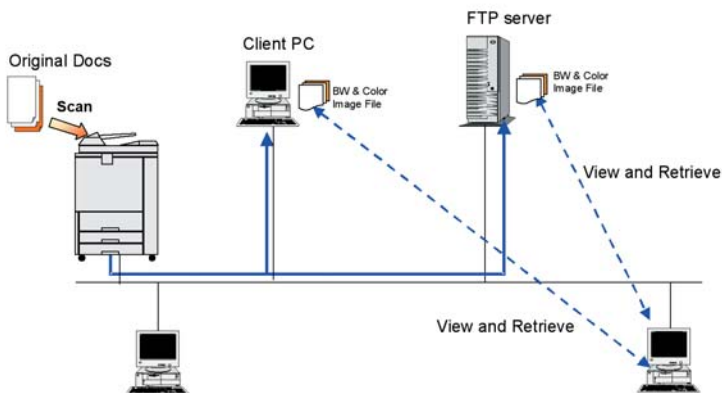 FTP server
Client PC
Original Docs
Scan
BW & Color
Image File
BW & Color
Image File
View and Retrieve
View and Retrieve